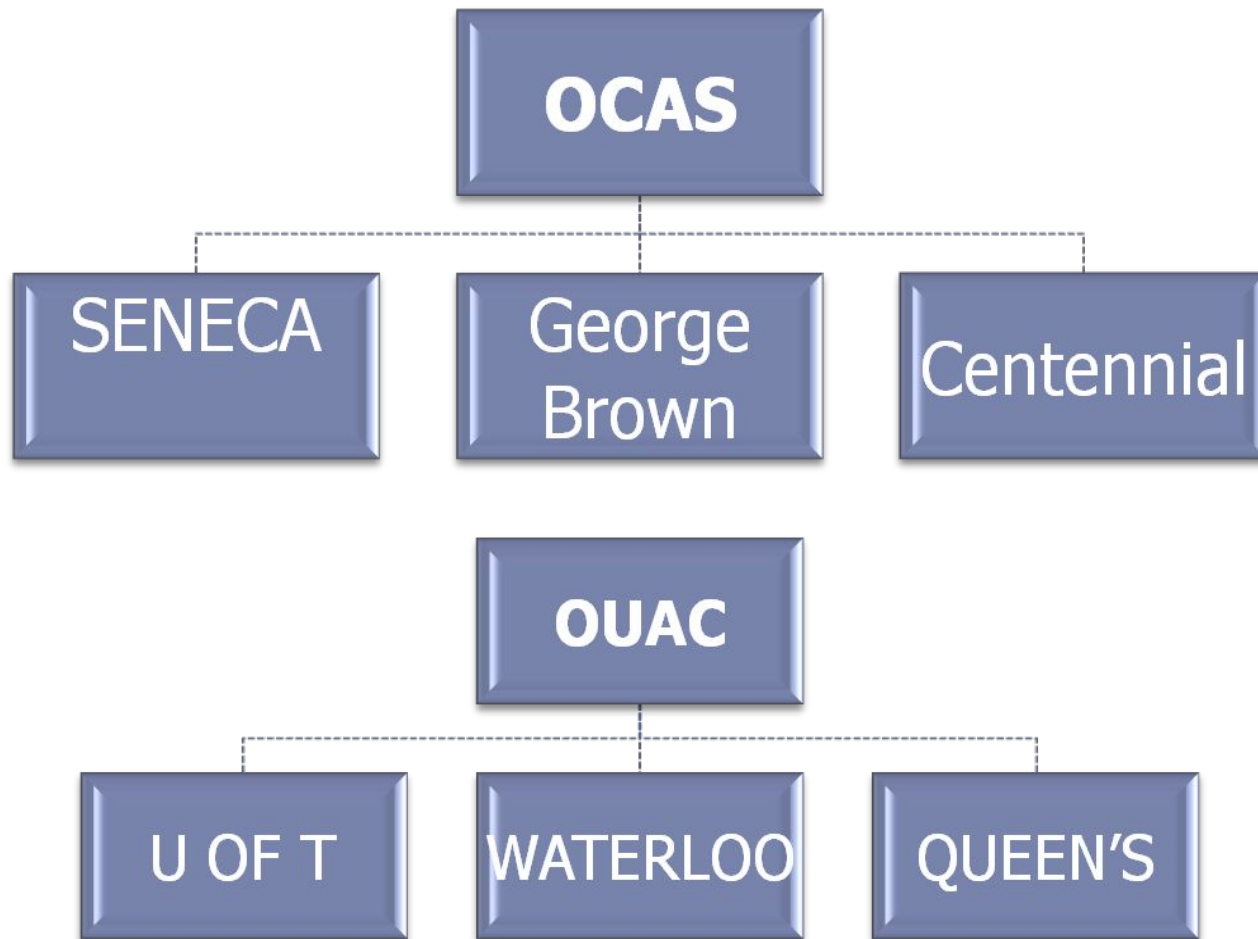 OCAS
SENECA
George
Brown
Centennial
OUAC
U OF T
WATERLOO
QUEEN’S